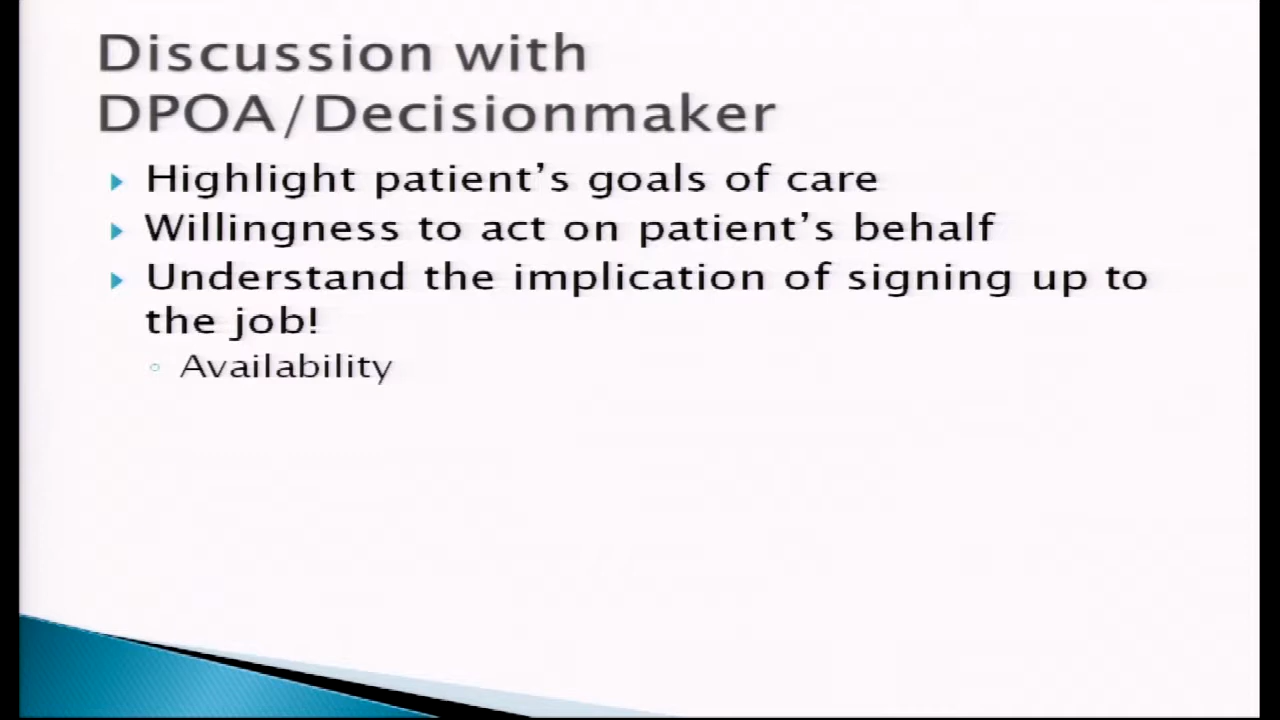 Discussion with
DPOA/Decisionmaker
Highlight patient's goals of care
Willingness to act on patient's behalf
Understand the implication of signing up to
the job!
Availability